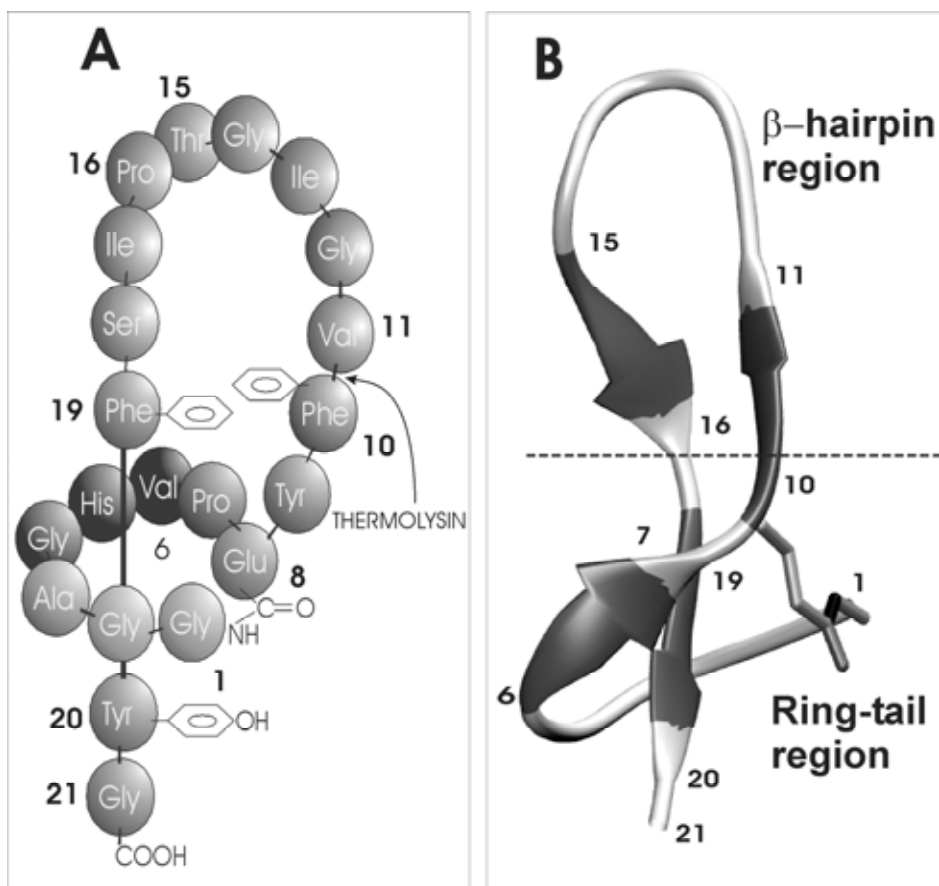 A
15
Thr
Gly
16
Pro
Ile
Ile
Gly
Ser
Val
11
19
Phe
Phe
10
His
Val
Pro
Tyr
THERMOLYSIN
Gly
6
Glu
8
Ala
C=O
Gly
Gly
NH
1
20
Tyr
OH
21
Gly
COOH
B
β–hairpin
region
15
11
16
10
7
19
1
6
Ring-tail
region
20
21